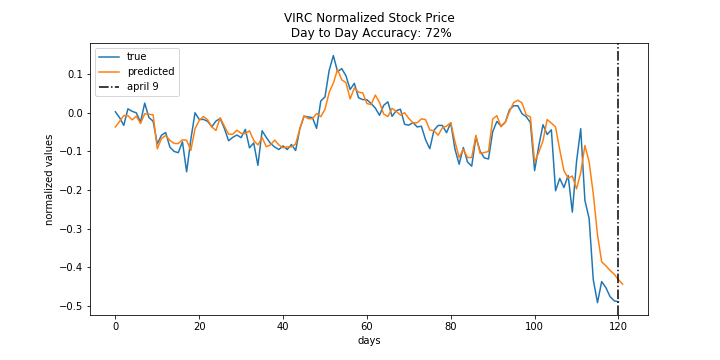 VIRC Normalized Stock Price
Day to Day Accuracy: 72%
true
predicted
april 9
normalized values
0.1
0.0
−0.1
−0.2
−0.3
−0.4
−0.5
0 20 40 60 80 100 120
days